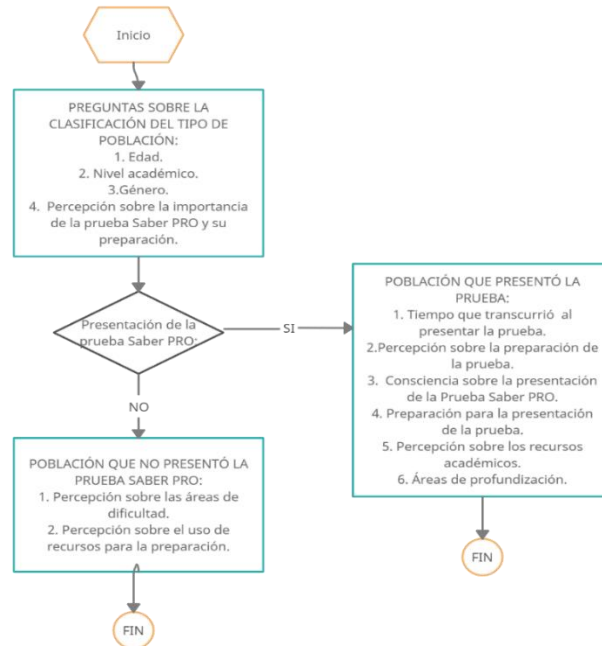 Inicio
PREGUNTAS SOBRE LA
CLASIFICACIÓN DEL TIPO DE
POBLACIÓN:
1. Edad.
2. Nivel académico.
3.Género.
4. Percepción sobre la importancia
de la prueba Saber PRO y su
preparación.
Presentación de la
prueba Saber PRO:
SI
POBLACIÓN QUE PRESENTÓ LA
PRUEBA:
1. Tiempo que transcurrió al
presentar la prueba.
2.Percepción sobre la preparación de
la prueba.
3. Consciencia sobre la presentación
de la Prueba Saber PRO.
4. Preparación para la presentación
de la prueba.
5. Percepción sobre los recursos
académicos.
6. Áreas de profundización.
FIN
NO
POBLACIÓN QUE NO PRESENTÓ LA
PRUEBA SABER PRO:
1. Percepción sobre las áreas de
dificultad.
2. Percepción sobre el uso de
recursos para la preparación.
FIN